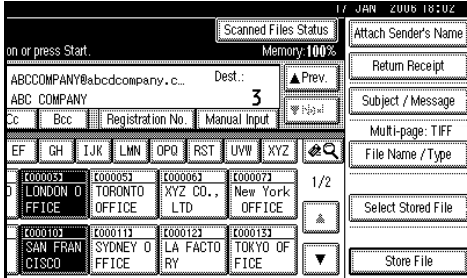 17 JAN 2006 18:02
Scanned Files Status
Attach Sender's Name
on or press Start.
Memory:100%
Return Receipt
ABCCOMPANY@abcdcompany.c...
Dest.:
▲Prev.
ABC COMPANY
3
▼Next
Subject / Message
Cc
Bcc
Registration No.
Manual Input
Multi-page: TIFF
File Name / Type
EF
GH
IJK
LMN
OPQ
RST
UVW
XYZ
[00003]
LONDON O
FFICE
[00005]
TORONTO
OFFICE
[00006]
XYZ CO.,
LTD
[00007]
New York
OFFICE
1/2
Select Stored File
[00010]
SAN FRAN
CISCO
[00011]
SYDNEY O
FFICE
[00012]
LA FACTO
RY
[00013]
TOKYO OF
FICE
▼
Store File